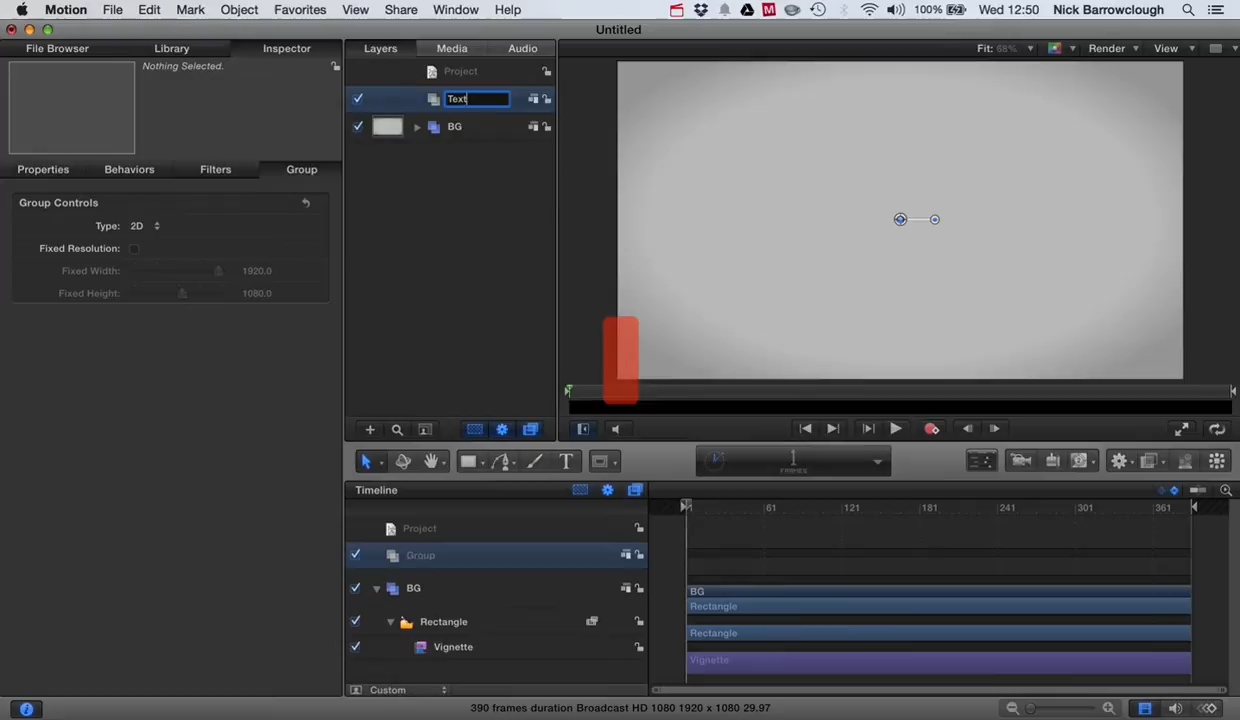 Motion File Edit Mark Object Favorites View Share Window Help 100% Wed 12:50 Nick Barrowclough
Untitled
File Browser Library Inspector Layers Media Audio Fit: 68% Render View
Nothing Selected.
Project
Text
BG
Properties Behaviors Filters Group
Group Controls
Type: 2D
Fixed Resolution:
Fixed Width: 1920.0
Fixed Height: 1080.0
T
1
FRAMES
Timeline
1 61 121 181 241 301 361
Project
Group
BG BG
Rectangle
Rectangle
Rectangle
Vignette
Vignette
Custom
390 frames duration Broadcast HD 1080 1920 x 1080 29.97